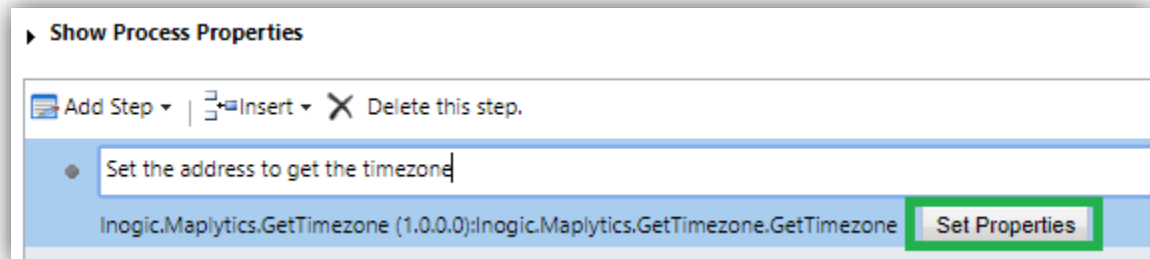 Show Process Properties
Add Step Insert Delete this step.
Set the address to get the timezone
Inogic.Maplytics.GetTimezone (1.0.0.0):Inogic.Maplytics.GetTimezone.GetTimezone Set Properties